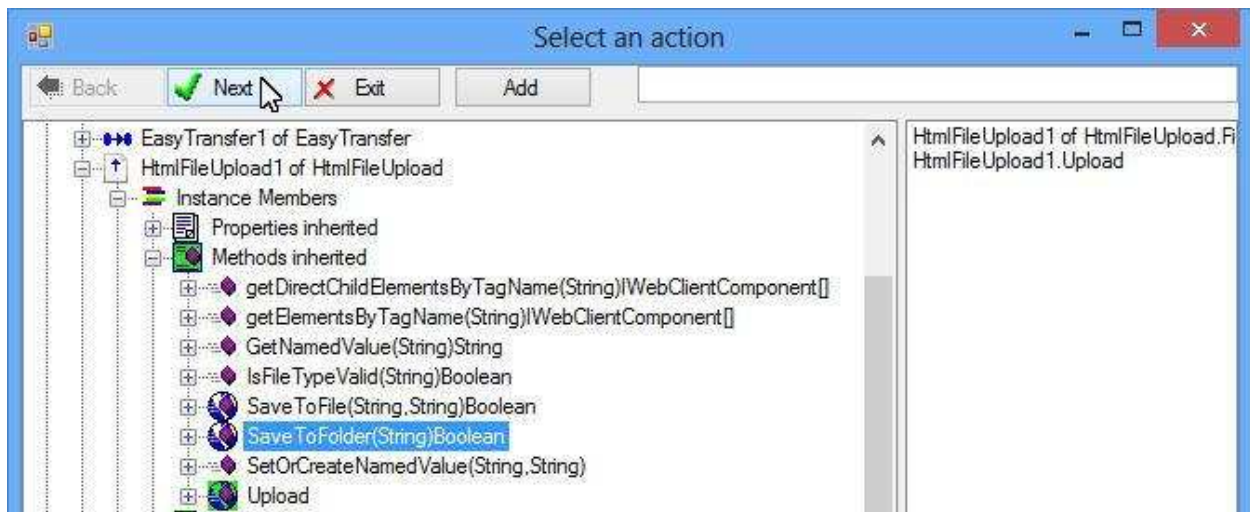 Select an action
Back Next Exit Add
EasyTransfer1 of EasyTransfer
HtmlFileUpload1 of HtmlFileUpload
Instance Members
Properties inherited
Methods inherited
getDirectChildElementsByTagName(String)IWebClientComponent[]
getElementsByTagName(String)IWebClientComponent[]
GetNamedValue(String)String
IsFileTypeValid(String)Boolean
SaveToFile(String,String)Boolean
SaveToFolder(String)Boolean
SetOrCreateNamedValue(String,String)
Upload
HtmlFileUpload1 of HtmlFileUpload.Fi
HtmlFileUpload1.Upload